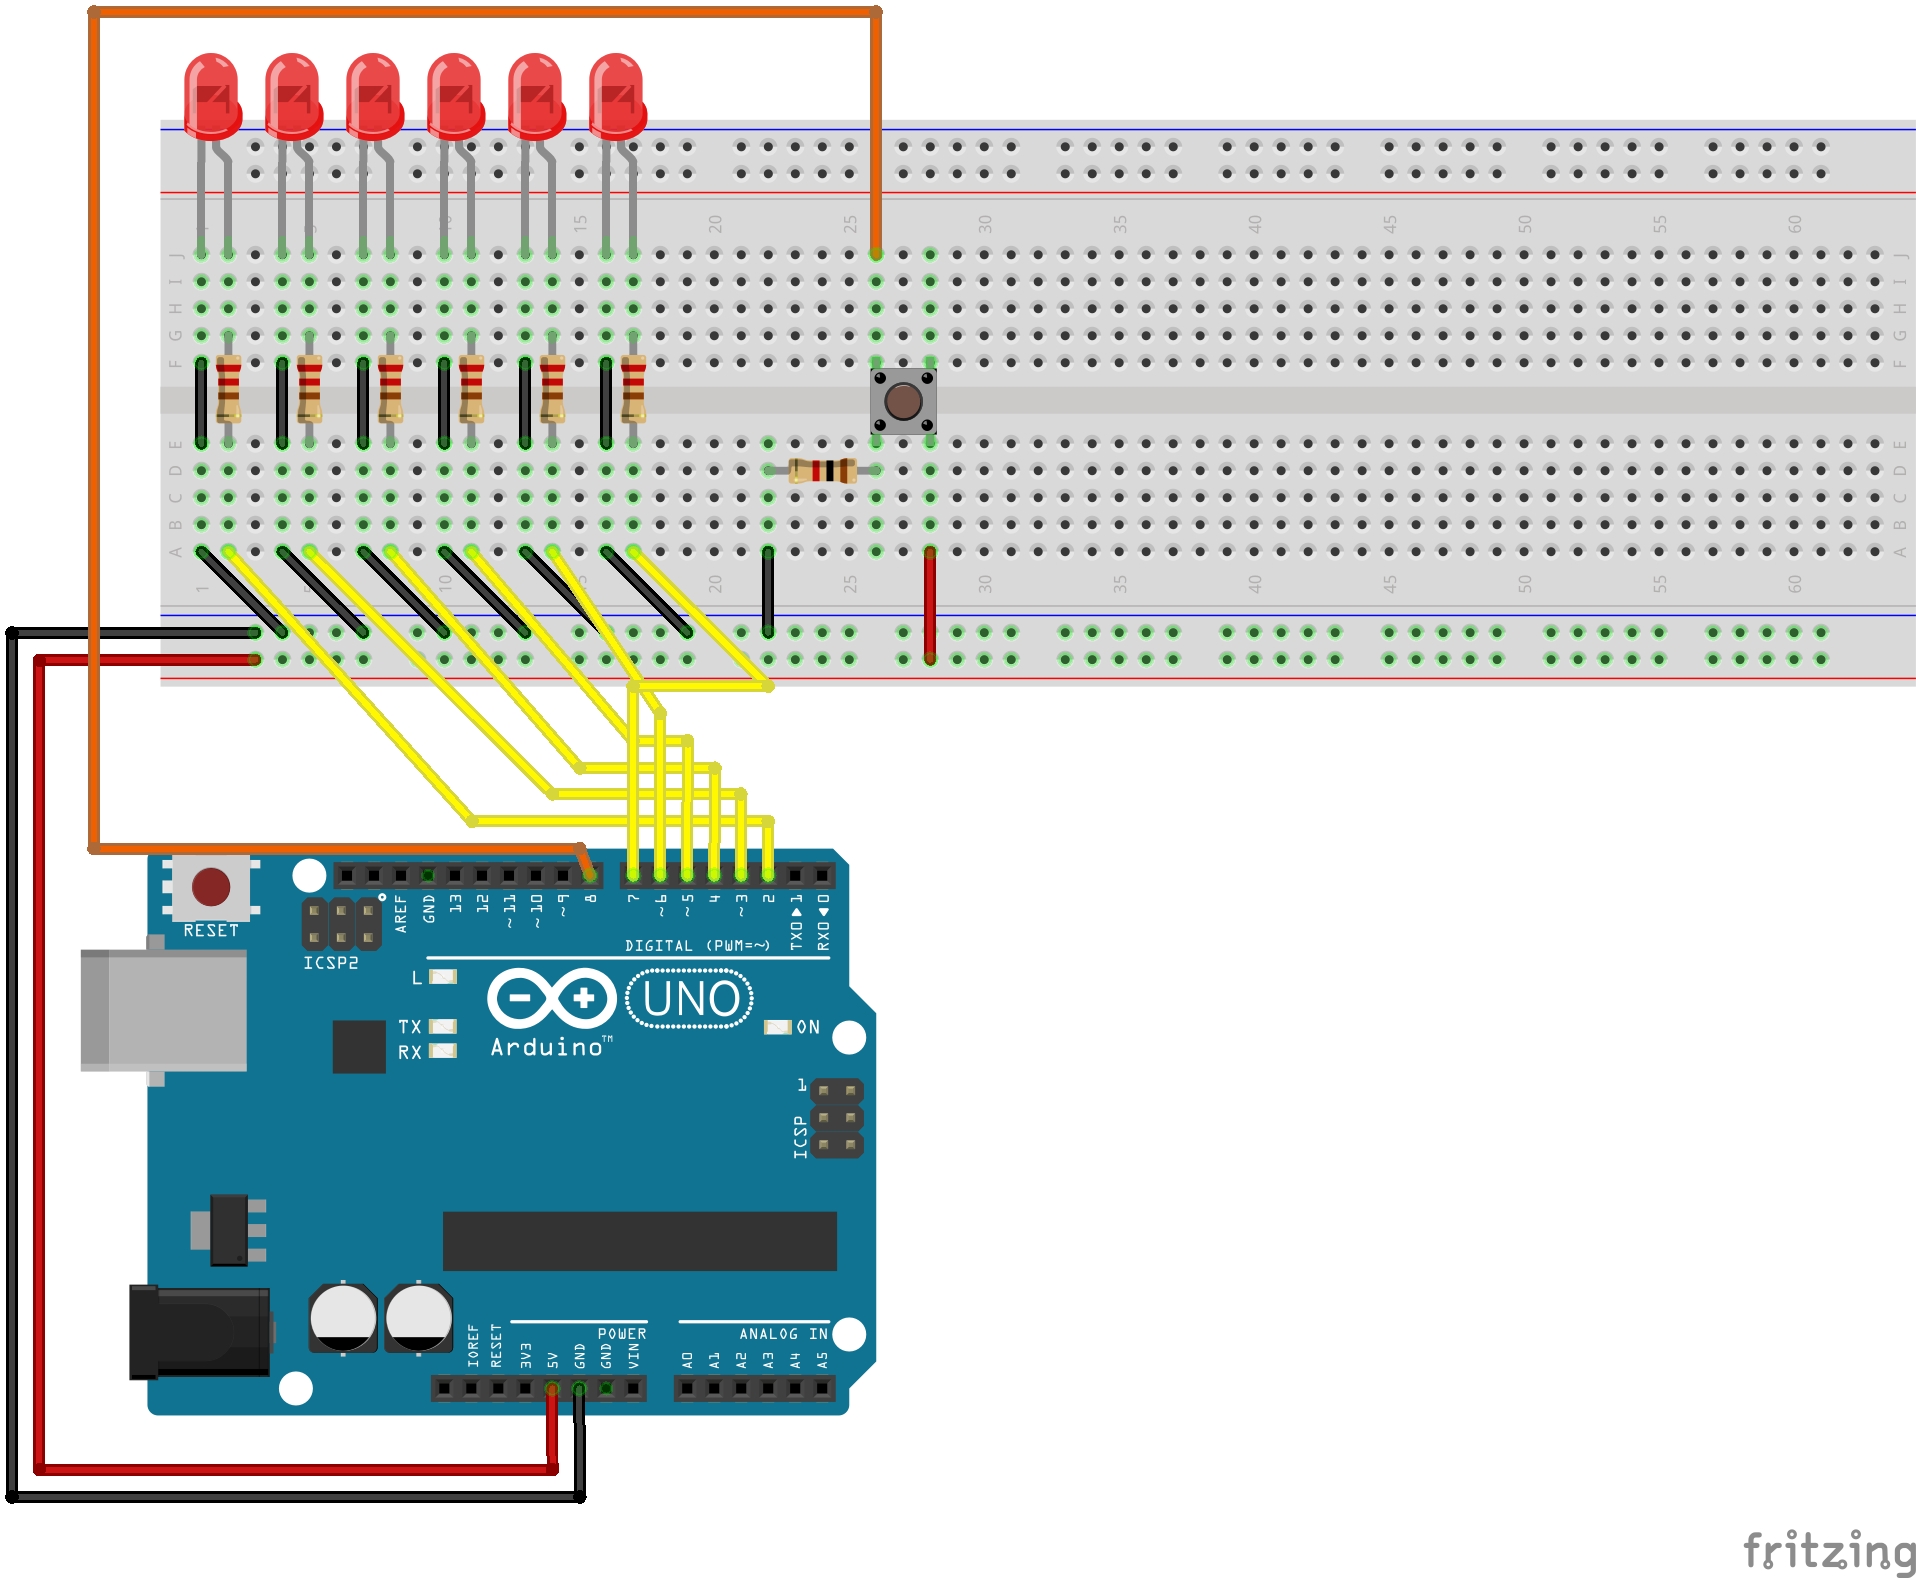 1 5 10 15 20 25 30 35 40 45 50 55 60
J J
I I
H H
G G
F F
E E
D D
C C
B B
A A
1 5 10 15 20 25 30 35 40 45 50 55 60
AREF GND 13 12 ~11 ~10 ~9 8 7 ~6 ~5 4 ~3 2 TX0▶1 RX0◀0
RESET
DIGITAL (PWM=~)
ICSP2
L
UNO
TX ON
RX Arduino™
1
ICSP
POWER ANALOG IN
IOREF RESET 3V3 5V GND GND VIN A0 A1 A2 A3 A4 A5
fritzing